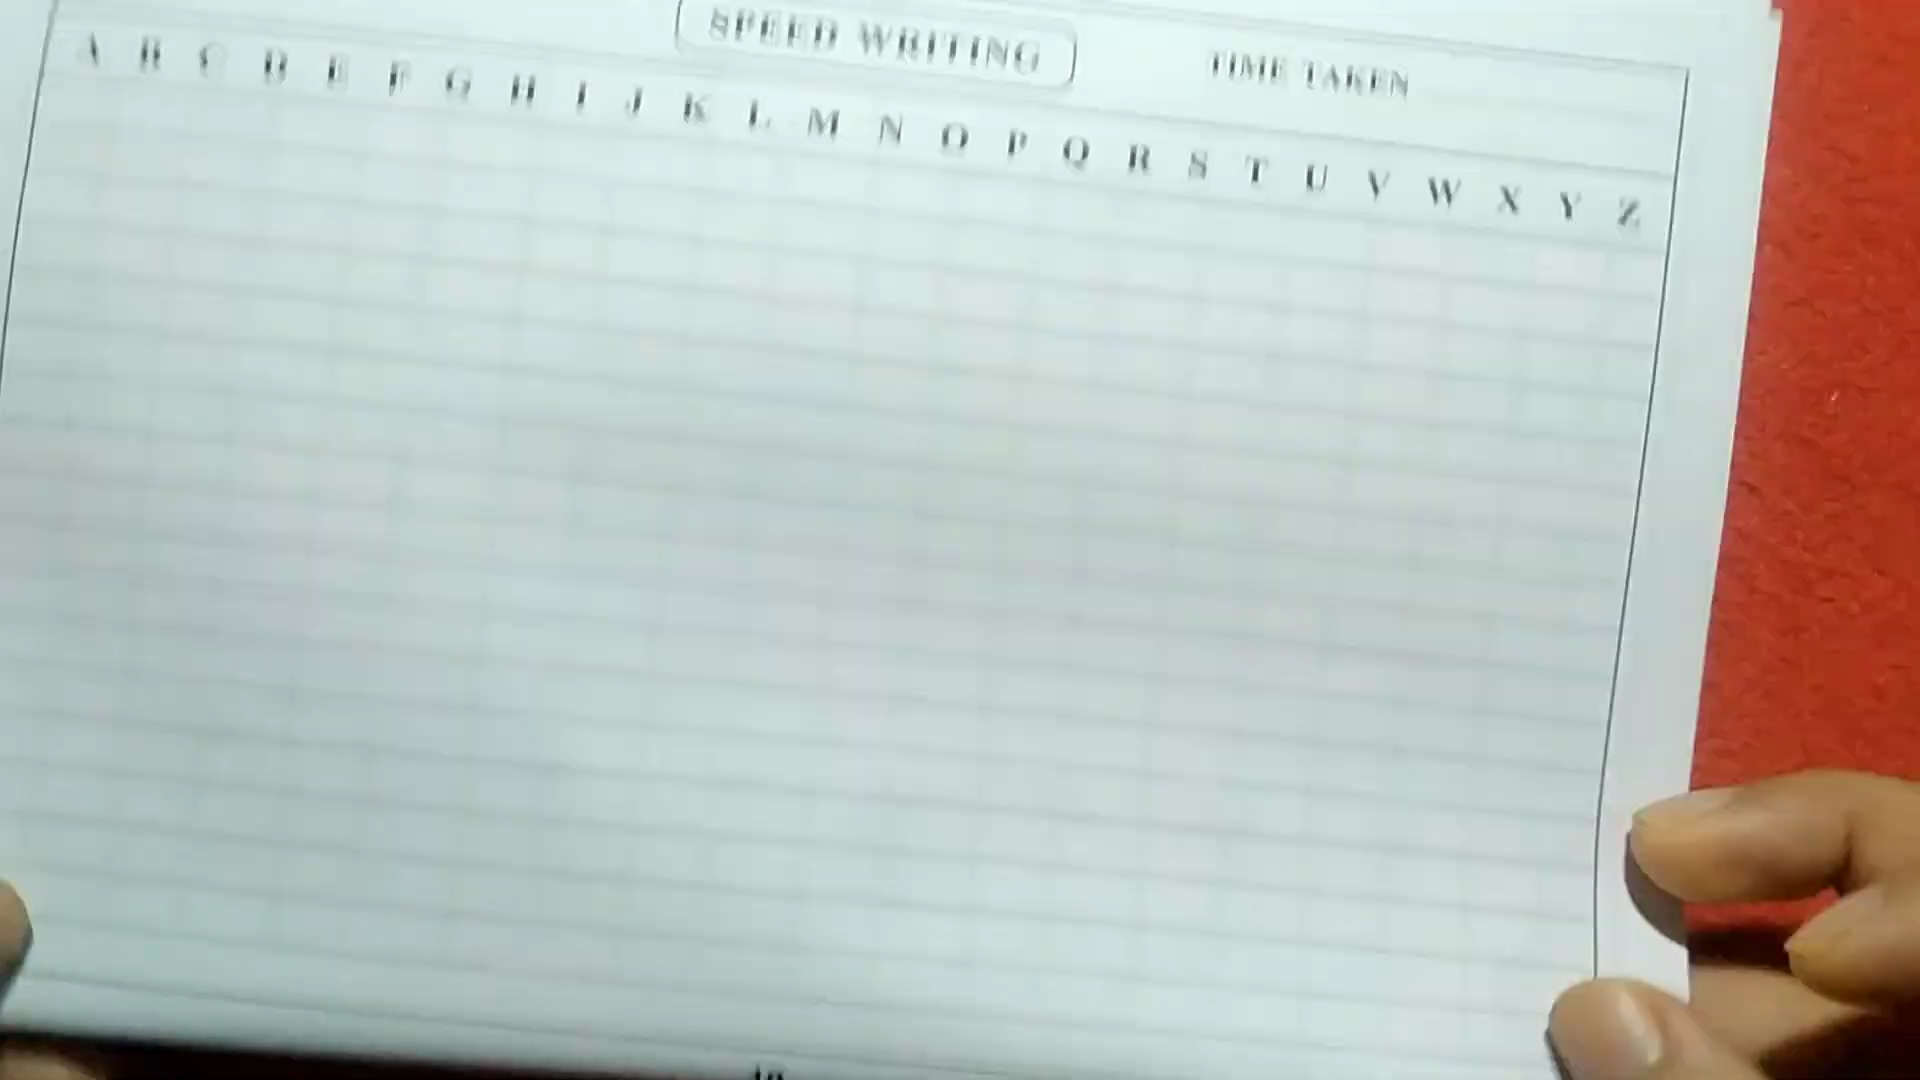 SPEED WRITING
TIME TAKEN
A B C D E F G H I J K L M N O P Q R S T U V W X Y Z